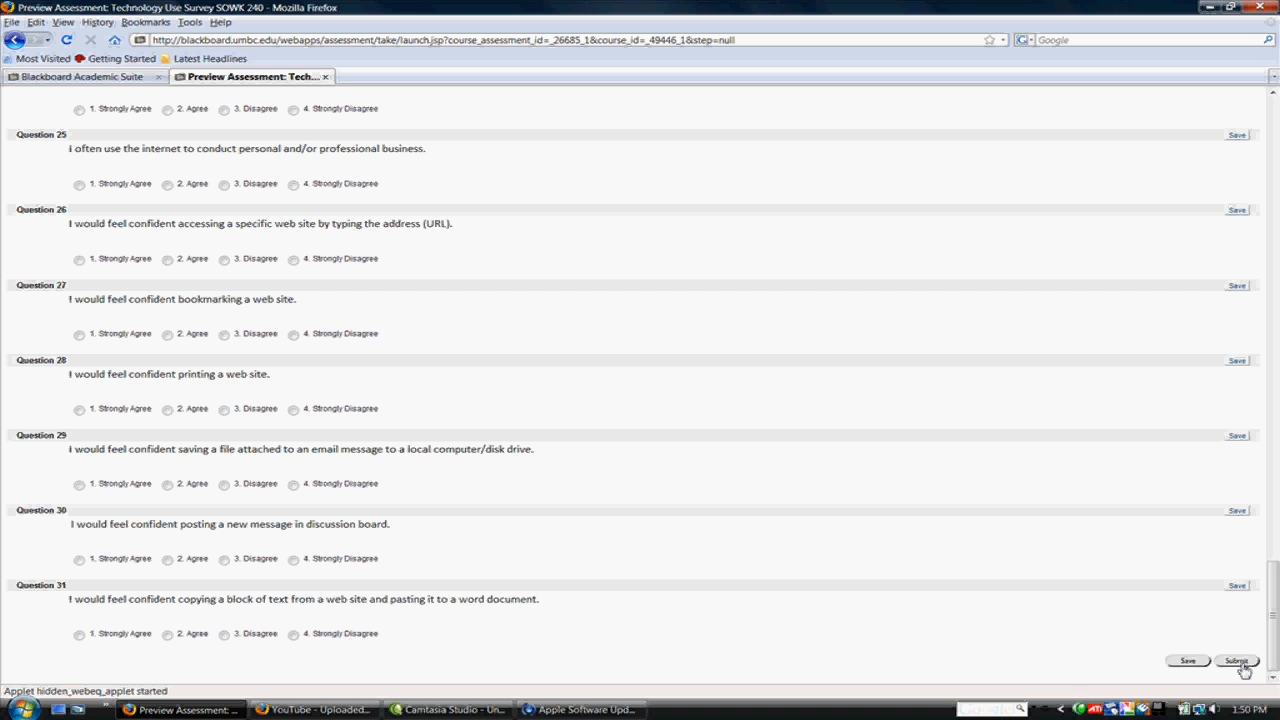 Preview Assessment: Technology Use Survey SOWK 240 - Mozilla Firefox
File Edit View History Bookmarks Tools Help
http://blackboard.umbc.edu/webapps/assessment/take/launch.jsp?course_assessment_id=_26685_1&course_id=_49446_1&step=null
Google
Most Visited Getting Started Latest Headlines
Blackboard Academic Suite
Preview Assessment: Tech...
1. Strongly Agree 2. Agree 3. Disagree 4. Strongly Disagree
Question 25 Save
I often use the internet to conduct personal and/or professional business.
1. Strongly Agree 2. Agree 3. Disagree 4. Strongly Disagree
Question 26 Save
I would feel confident accessing a specific web site by typing the address (URL).
1. Strongly Agree 2. Agree 3. Disagree 4. Strongly Disagree
Question 27 Save
I would feel confident bookmarking a web site.
1. Strongly Agree 2. Agree 3. Disagree 4. Strongly Disagree
Question 28 Save
I would feel confident printing a web site.
1. Strongly Agree 2. Agree 3. Disagree 4. Strongly Disagree
Question 29 Save
I would feel confident saving a file attached to an email message to a local computer/disk drive.
1. Strongly Agree 2. Agree 3. Disagree 4. Strongly Disagree
Question 30 Save
I would feel confident posting a new message in discussion board.
1. Strongly Agree 2. Agree 3. Disagree 4. Strongly Disagree
Question 31 Save
I would feel confident copying a block of text from a web site and pasting it to a word document.
1. Strongly Agree 2. Agree 3. Disagree 4. Strongly Disagree
Save Submit
Applet hidden_webeq_applet started
Preview Assessment: ... YouTube - Uploaded... Camtasia Studio - Un... Apple Software Upd... ATI 1:50 PM